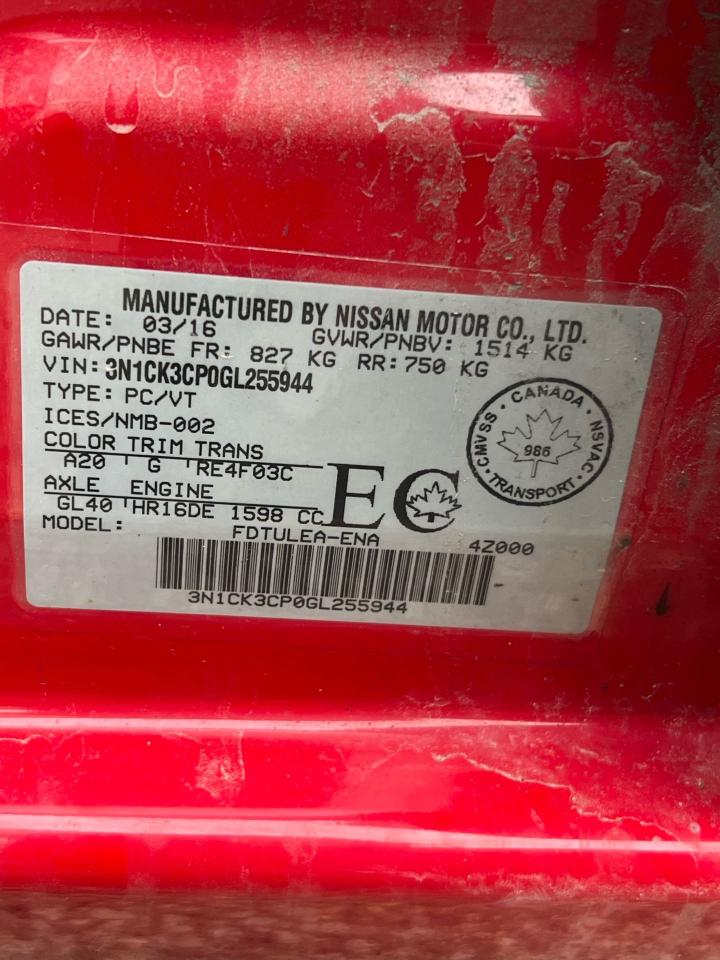 MANUFACTURED BY NISSAN MOTOR CO., LTD.
DATE: 03/16 GVWR/PNBV: 1514 KG
GAWR/PNBE FR: 827 KG RR: 750 KG
VIN: 3N1CK3CP0GL255944
TYPE: PC/VT
ICES/NMB-002
COLOR TRIM TRANS
A20 G RE4F03C
AXLE ENGINE
GL40 HR16DE 1598 CC
EC
MODEL: FDTULEA-ENA 4Z000
3N1CK3CP0GL255944
CANADA
CMVSS
NSVAC
986
TRANSPORT